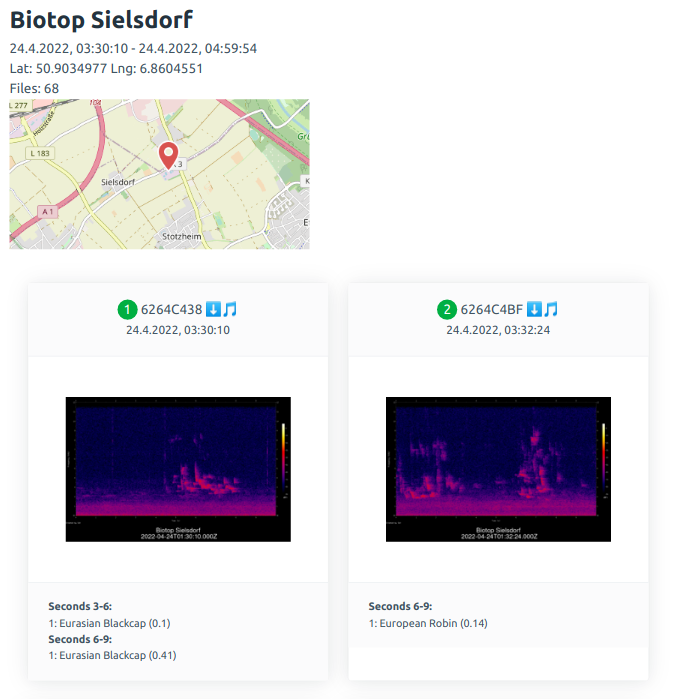 Biotop Sielsdorf
24.4.2022, 03:30:10 - 24.4.2022, 04:59:54
Lat: 50.9034977 Lng: 6.8604551
Files: 68
L 277
104
Holzstraße
L 183
Sielsdorf
A 1
Stotzheim
1 6264C438
24.4.2022, 03:30:10
Biotop Sielsdorf
2022-04-24T01:30:10.000Z
Seconds 3-6:
1: Eurasian Blackcap (0.1)
Seconds 6-9:
1: Eurasian Blackcap (0.41)
2 6264C4BF
24.4.2022, 03:32:24
Biotop Sielsdorf
2022-04-24T01:32:24.000Z
Seconds 6-9:
1: European Robin (0.14)